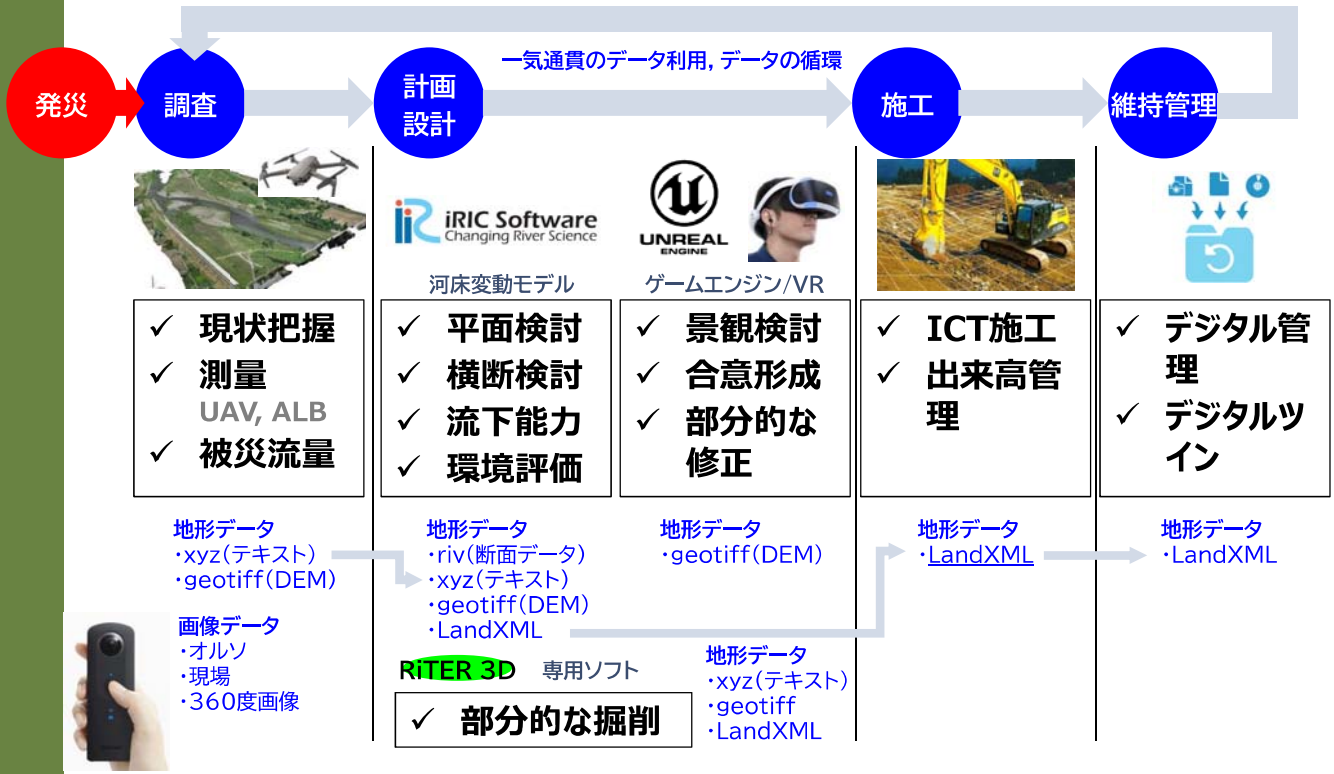 一気通貫のデータ利用, データの循環
発災
調査
計画
設計
施工
維持管理
iRIC Software
Changing River Science
UNREAL
ENGINE
河床変動モデル
ゲームエンジン/VR
✓ 現状把握
✓ 測量
UAV, ALB
✓ 被災流量
✓ 平面検討
✓ 横断検討
✓ 流下能力
✓ 環境評価
✓ 景観検討
✓ 合意形成
✓ 部分的な
修正
✓ ICT施工
✓ 出来高管
理
✓ デジタル管
理
✓ デジタルツ
イン
地形データ
・xyz(テキスト)
・geotiff(DEM)
画像データ
・オルソ
・現場
・360度画像
地形データ
・riv(断面データ)
・xyz(テキスト)
・geotiff(DEM)
・LandXML
RiTER 3D 専用ソフト
✓ 部分的な掘削
地形データ
・geotiff(DEM)
地形データ
・xyz(テキスト)
・geotiff
・LandXML
地形データ
・LandXML
地形データ
・LandXML